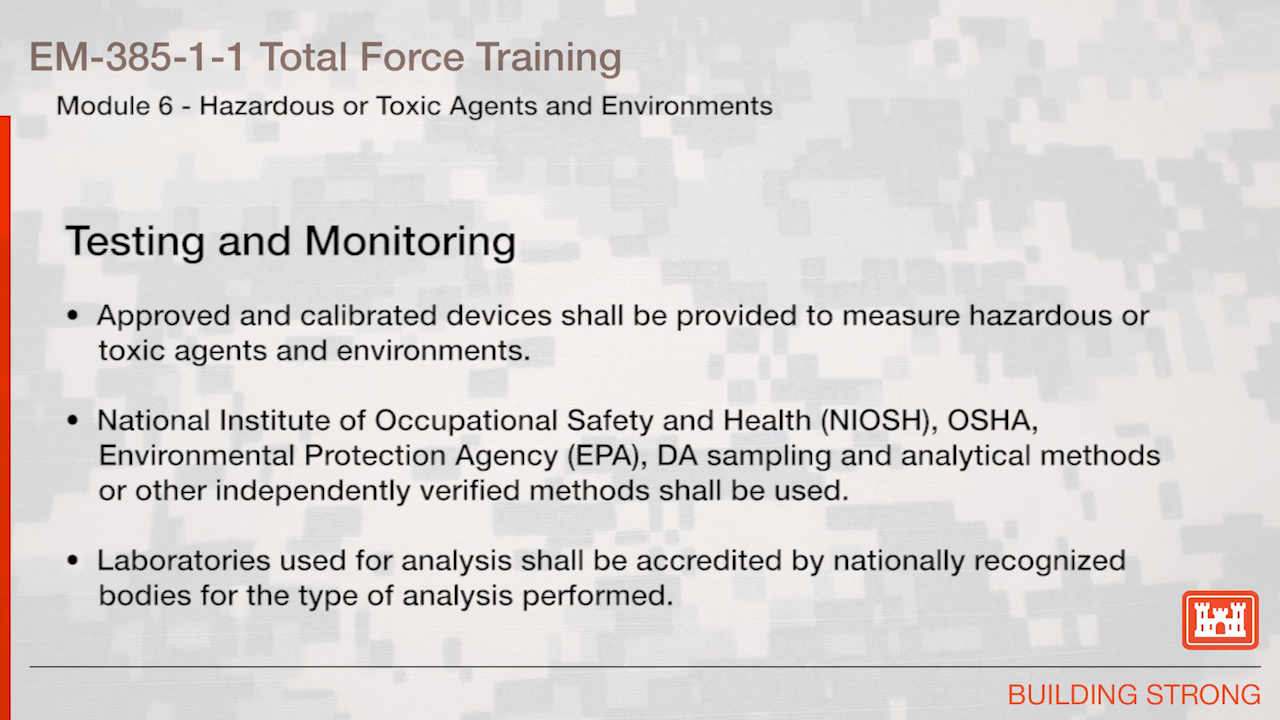 EM-385-1-1 Total Force Training
Module 6 - Hazardous or Toxic Agents and Environments
Testing and Monitoring
• Approved and calibrated devices shall be provided to measure hazardous or
toxic agents and environments.
• National Institute of Occupational Safety and Health (NIOSH), OSHA,
Environmental Protection Agency (EPA), DA sampling and analytical methods
or other independently verified methods shall be used.
• Laboratories used for analysis shall be accredited by nationally recognized
bodies for the type of analysis performed.
BUILDING STRONG